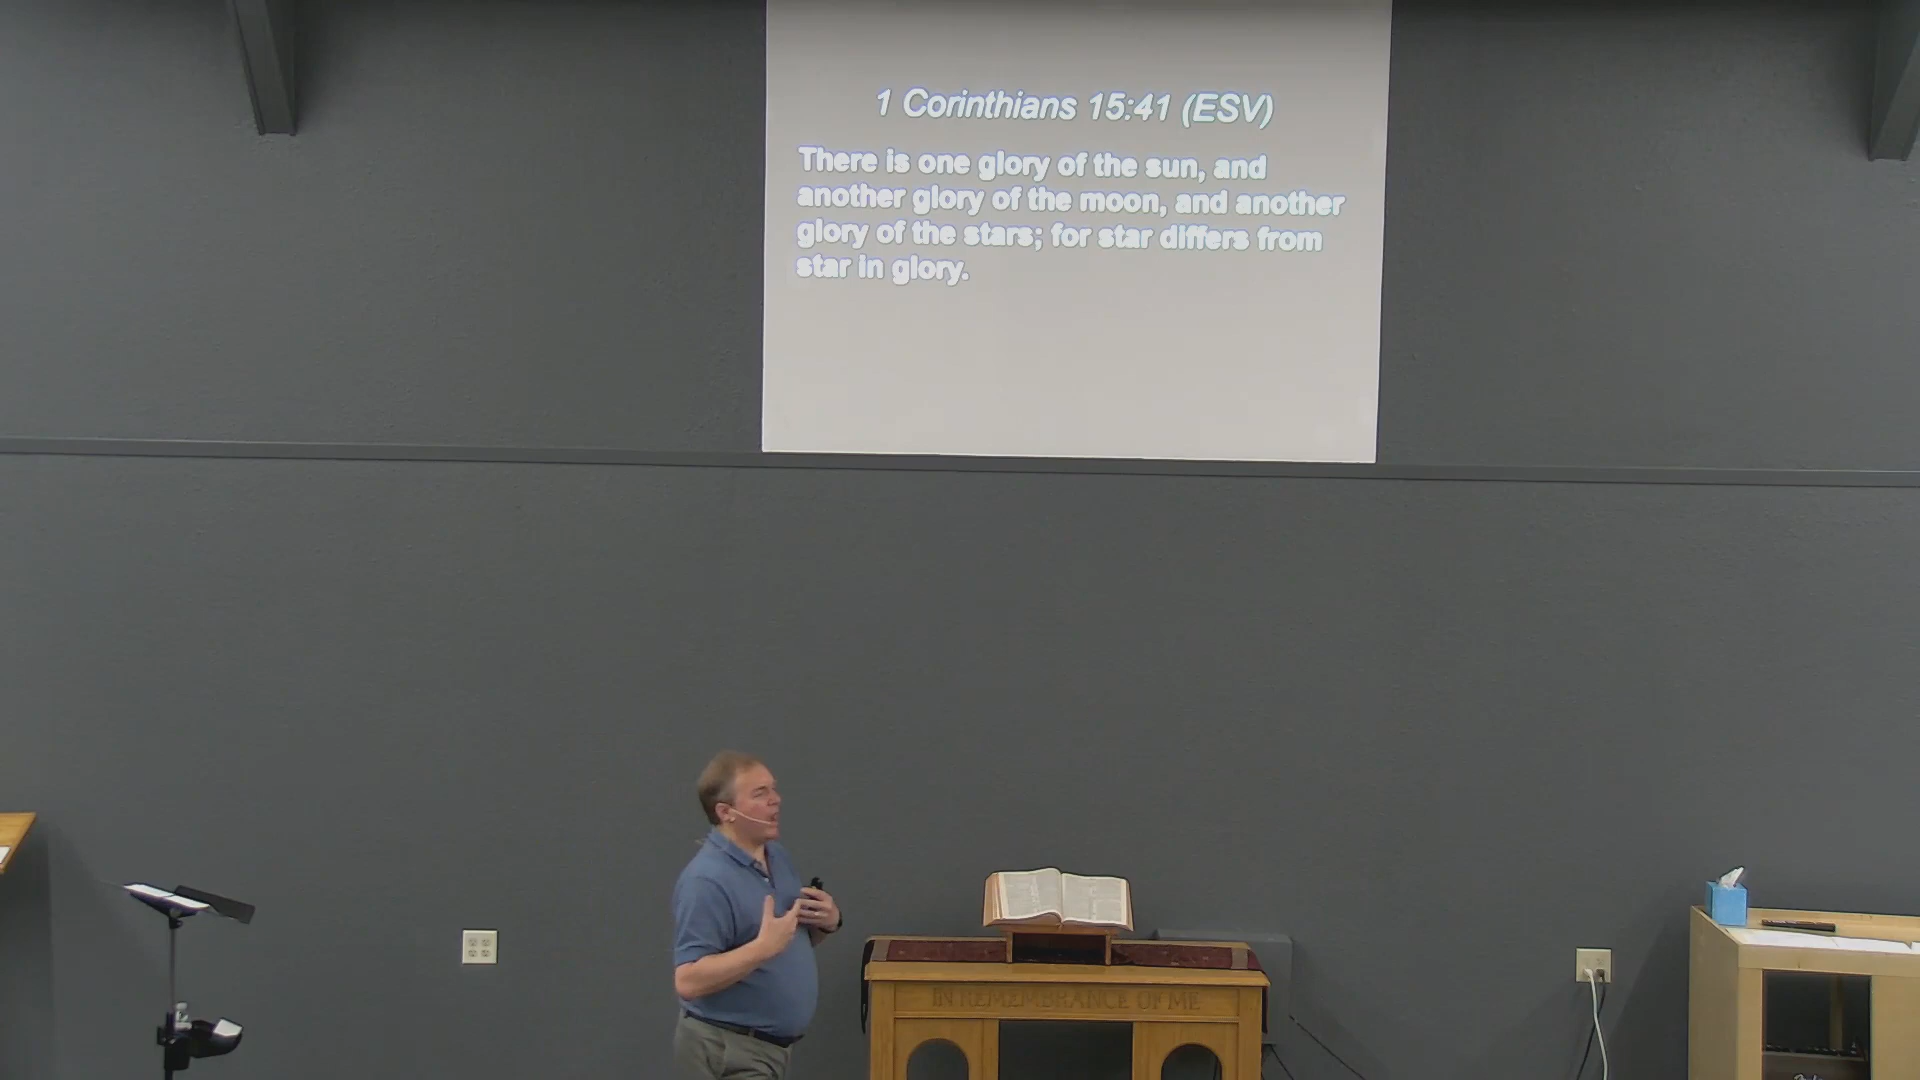 1 Corinthians 15:41 (ESV)
There is one glory of the sun, and
another glory of the moon, and another
glory of the stars; for star differs from
star in glory.
IN REMEMBRANCE OF ME